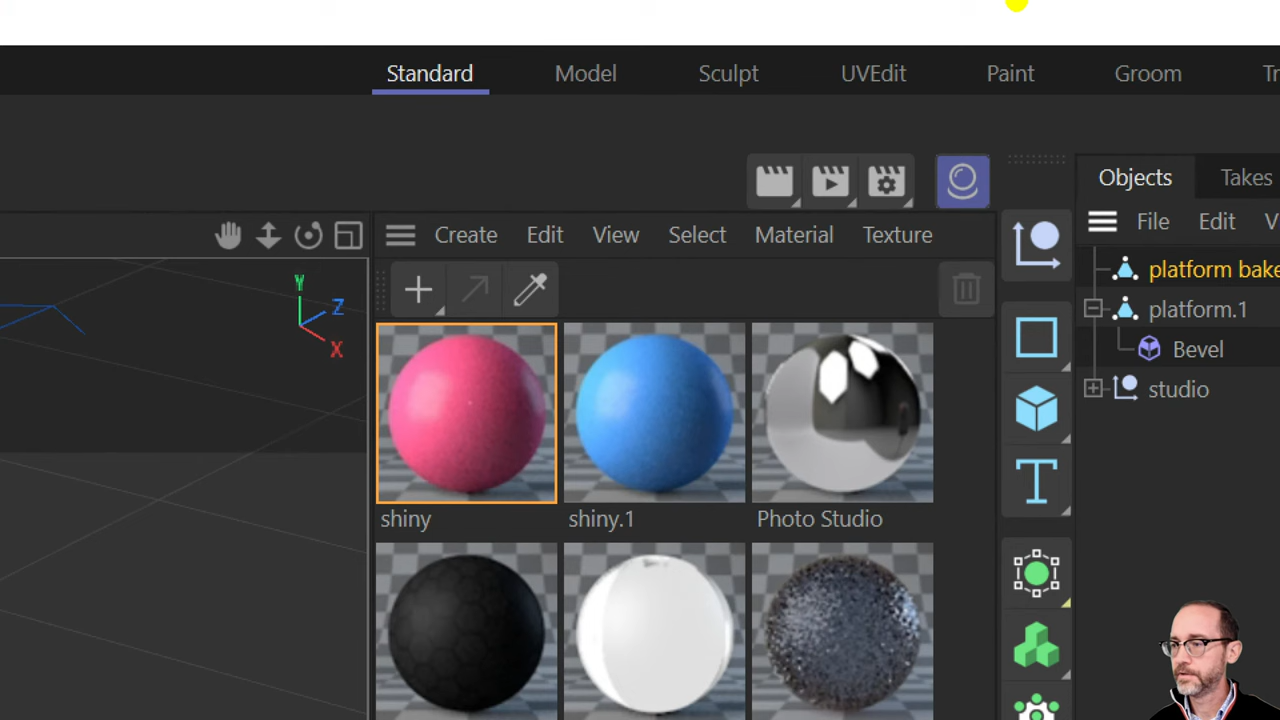 Standard Model Sculpt UVEdit Paint Groom Tr
Objects Takes
File Edit V
Create Edit View Select Material Texture
Y
Z
X
platform bake
platform.1
Bevel
studio
shiny
shiny.1
Photo Studio